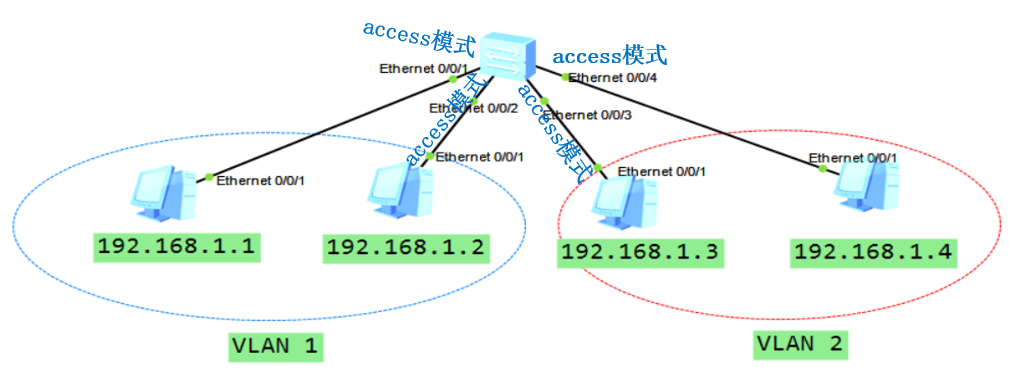 access模式
access模式
Ethernet 0/0/1
Ethernet 0/0/4
access模式
Ethernet 0/0/2
access模式
Ethernet 0/0/3
Ethernet 0/0/1
Ethernet 0/0/1
Ethernet 0/0/1
Ethernet 0/0/1
192.168.1.1
192.168.1.2
192.168.1.3
192.168.1.4
VLAN 1
VLAN 2